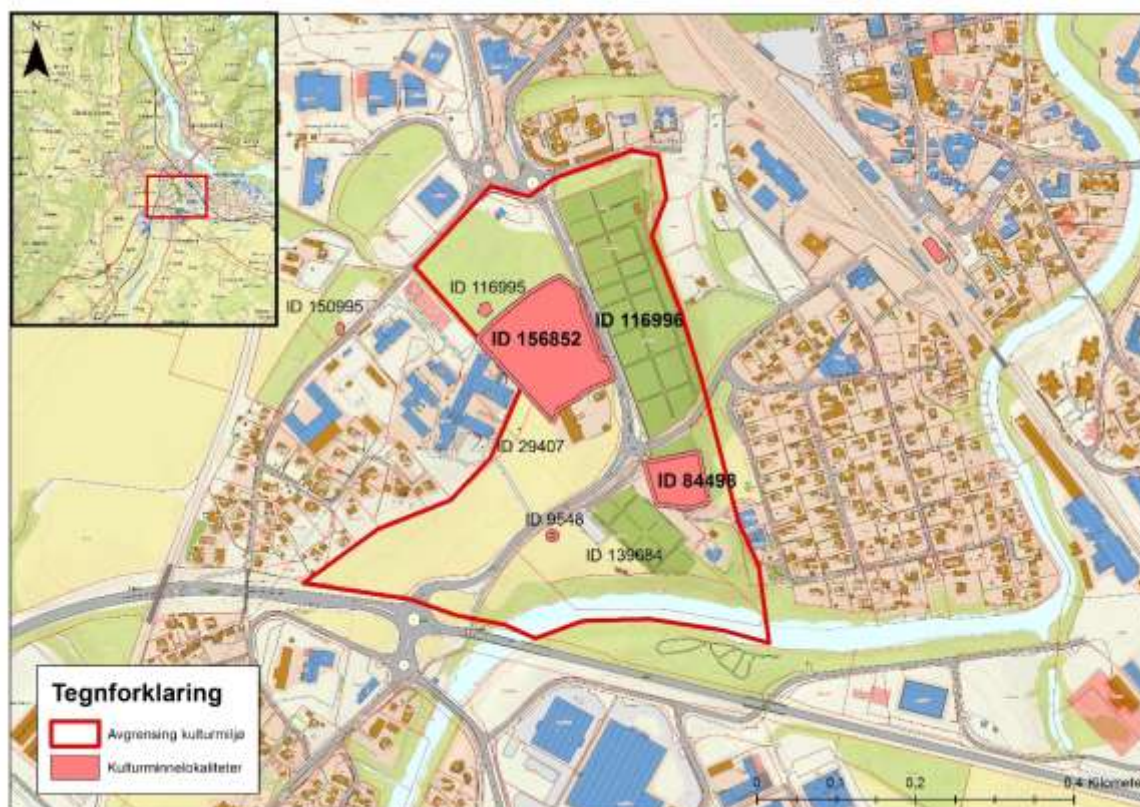 N
ID 150995
ID 116995
ID 116996
ID 156852
ID 29407
ID 84498
ID 9548
ID 139684
Tegnforklaring
Avgrensing kulturmiljø
Kulturminnelokaliteter
0 0,1 0,2 0,4 Kilometer